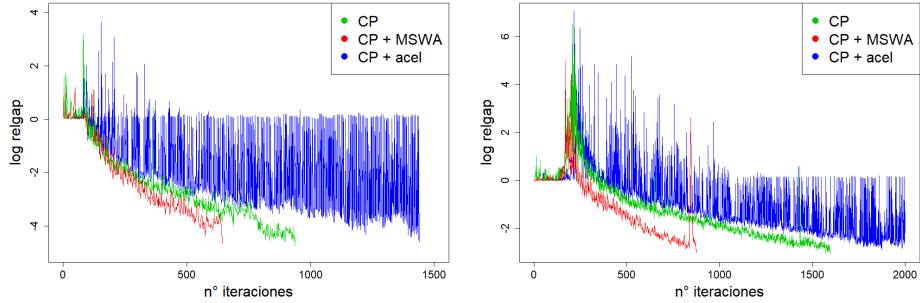 CP
CP + MSWA
CP + acel
log relgap
4
2
0
-2
-4
0
500
1000
1500
n° iteraciones
CP
CP + MSWA
CP + acel
log relgap
6
4
2
0
-2
0
500
1000
1500
2000
n° iteraciones